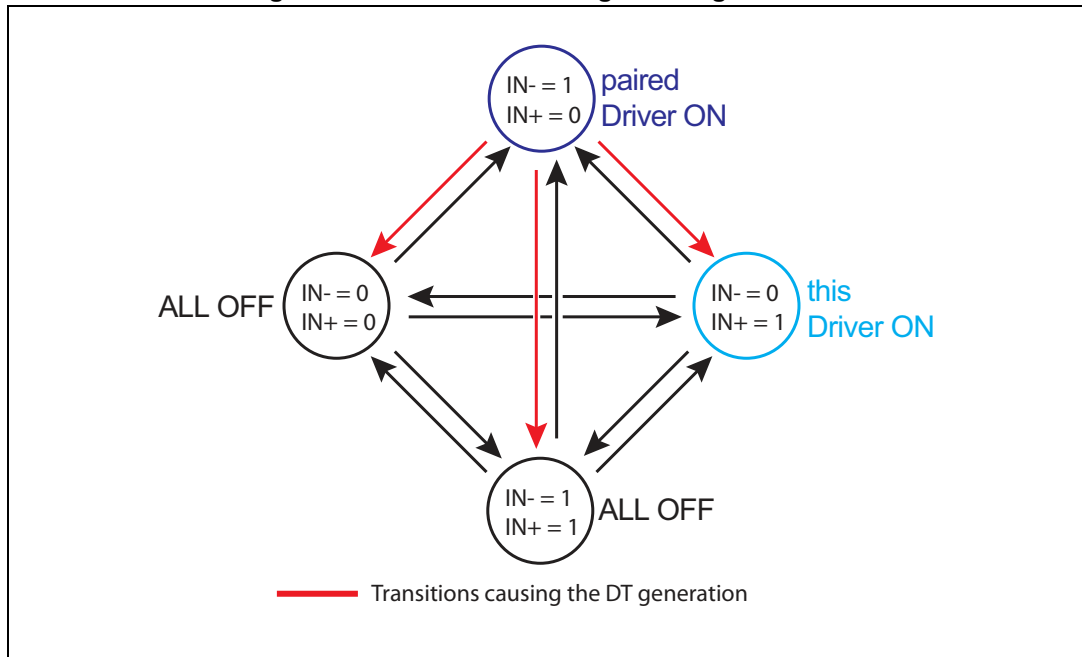 IN- = 1
IN+ = 0
paired
Driver ON
ALL OFF
IN- = 0
IN+ = 0
IN- = 0
IN+ = 1
this
Driver ON
IN- = 1
IN+ = 1
ALL OFF
Transitions causing the DT generation